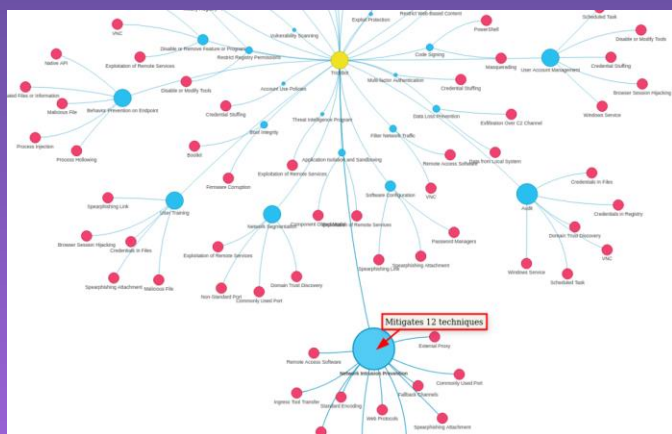 Restrict Web-Based Content
Exploit Protection
Scheduled Task
VNC
PowerShell
Vulnerability Scanning
Disable or Modify Tools
Disable or Remove Feature or Program
Code Signing
Restrict Registry Permissions
Exploitation of Remote Services
Native API
TrickBot
Masquerading
User Account Management
Credential Stuffing
Multi-factor Authentication
Account Use Policies
Credential Stuffing
Disable or Modify Tools
Browser Session Hijacking
Files or Information
Malicious File
Behavior Prevention on Endpoint
Credential Stuffing
Data Loss Prevention
Windows Service
Threat Intelligence Program
Exfiltration Over C2 Channel
Boot Integrity
Filter Network Traffic
Process Injection
Bootkit
Process Hollowing
Application Isolation and Sandboxing
Data from Local System
Exploitation of Remote Services
Remote Access Software
Firmware Corruption
Credentials in Files
Software Configuration
VNC
User Training
Audit
Spearphishing Link
Credentials in Registry
Network Segmentation
Component
Exploitation of Remote Services
Domain Trust Discovery
Password Managers
Browser Session Hijacking
Credentials in Files
Exploitation of Remote Services
VNC
Spearphishing Link
Spearphishing Attachment
Windows Service
Domain Trust Discovery
Scheduled Task
Spearphishing Attachment
Malicious File
Non-Standard Port
Commonly Used Port
Mitigates 12 techniques
External Proxy
Remote Access Software
Network Intrusion Prevention
Commonly Used Port
Fallback Channels
Ingress Tool Transfer
Standard Encoding
Web Protocols
Spearphishing Attachment